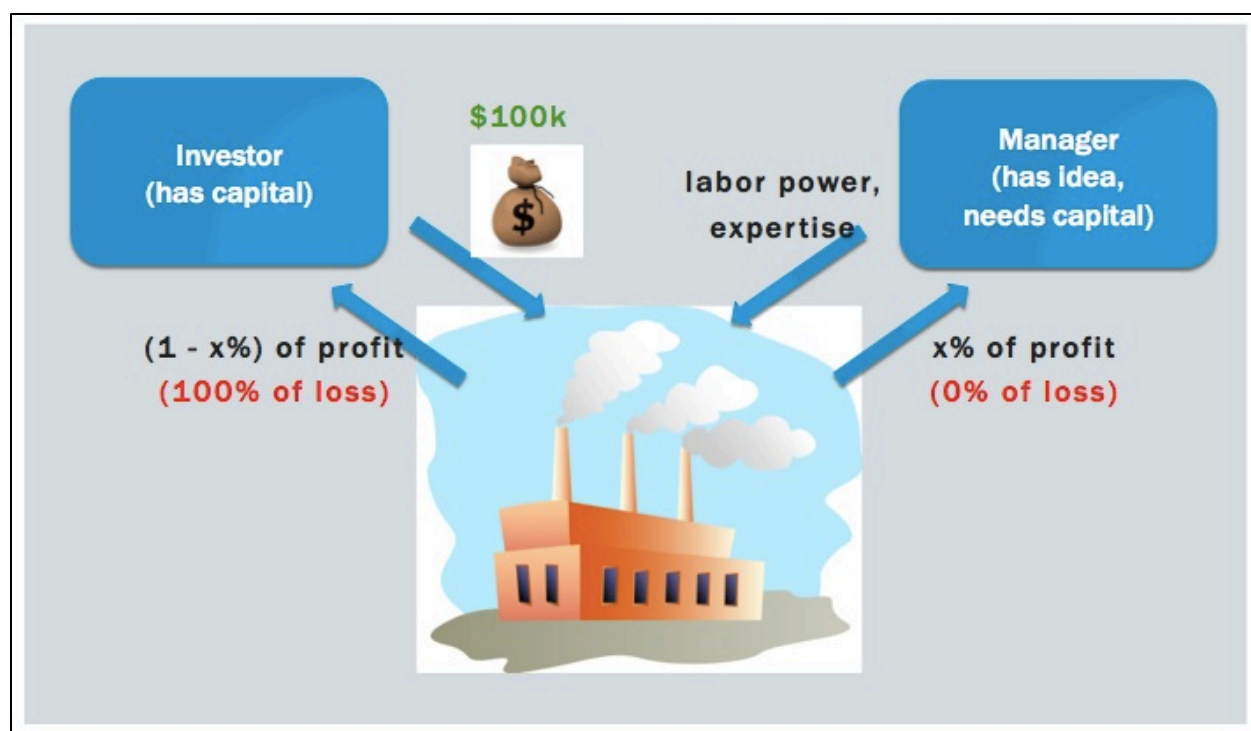 Investor
(has capital)
$100k
$
labor power,
expertise
Manager
(has idea,
needs capital)
(1 - x%) of profit
(100% of loss)
x% of profit
(0% of loss)